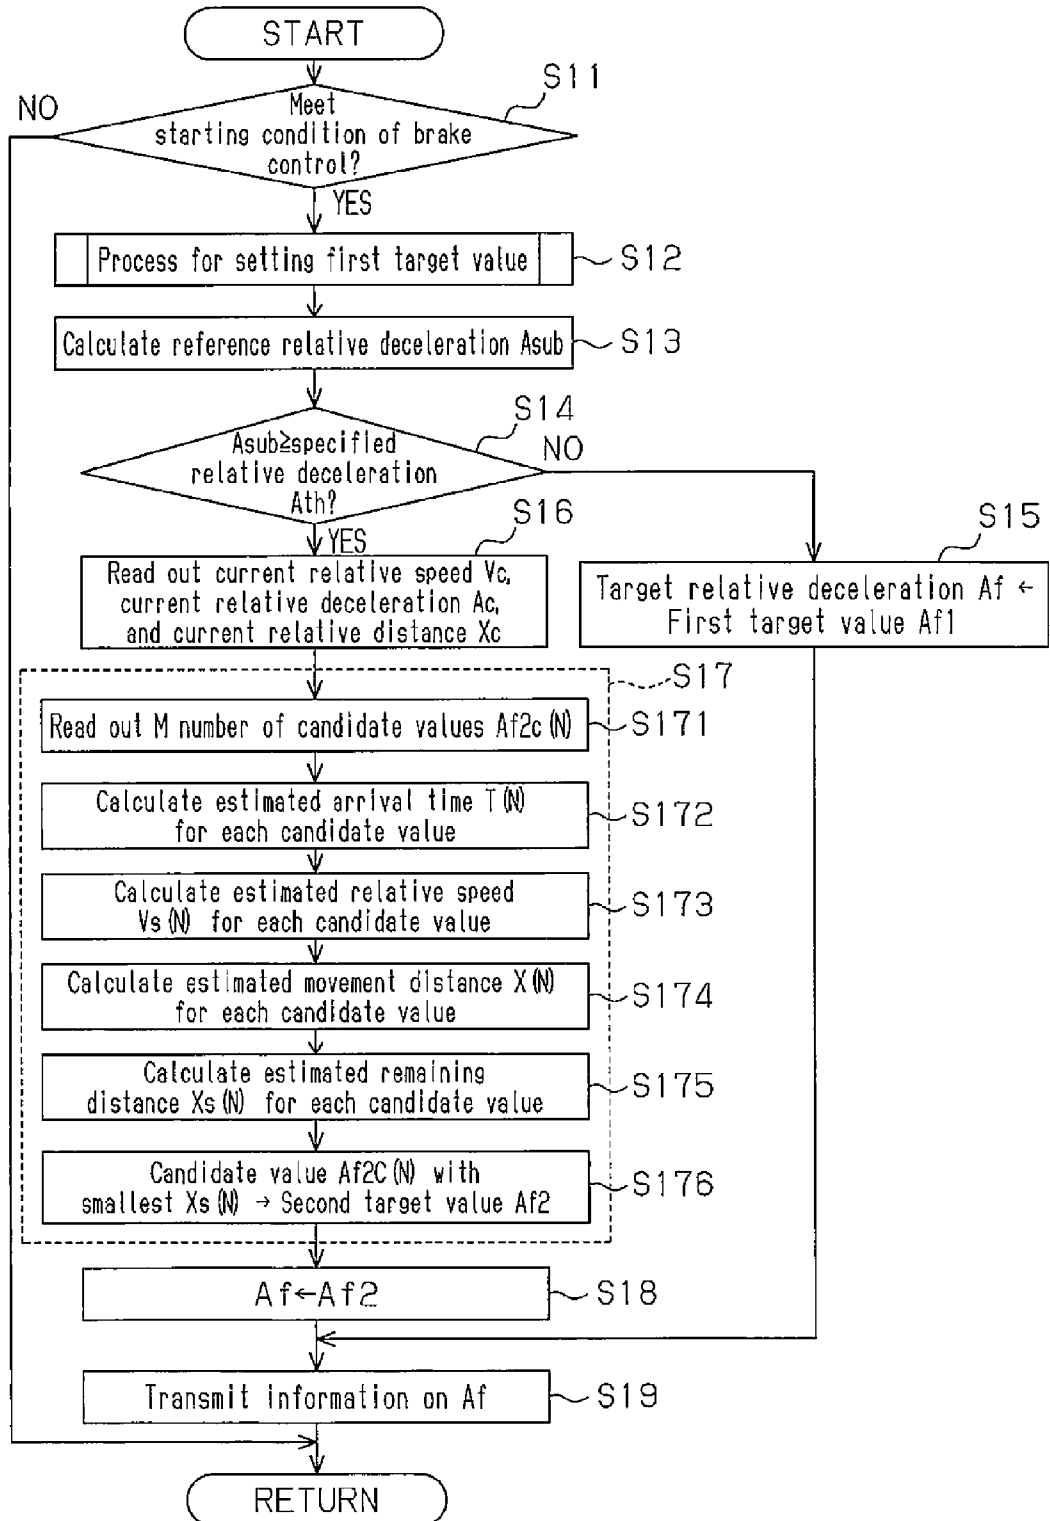 START
S11
NO
Meet
starting condition of brake
control?
YES
Process for setting first target value
S12
Calculate reference relative deceleration Asub
S13
S14
Asub≧specified
relative deceleration
Ath?
NO
S16
YES
S15
Read out current relative speed Vc,
current relative deceleration Ac,
and current relative distance Xc
Target relative deceleration Af ←
First target value Af1
S17
Read out M number of candidate values Af2c(N)
S171
Calculate estimated arrival time T(N)
for each candidate value
S172
Calculate estimated relative speed
Vs(N) for each candidate value
S173
Calculate estimated movement distance X(N)
for each candidate value
S174
Calculate estimated remaining
distance Xs(N) for each candidate value
S175
Candidate value Af2C(N) with
smallest Xs(N) → Second target value Af2
S176
Af←Af2
S18
Transmit information on Af
S19
RETURN